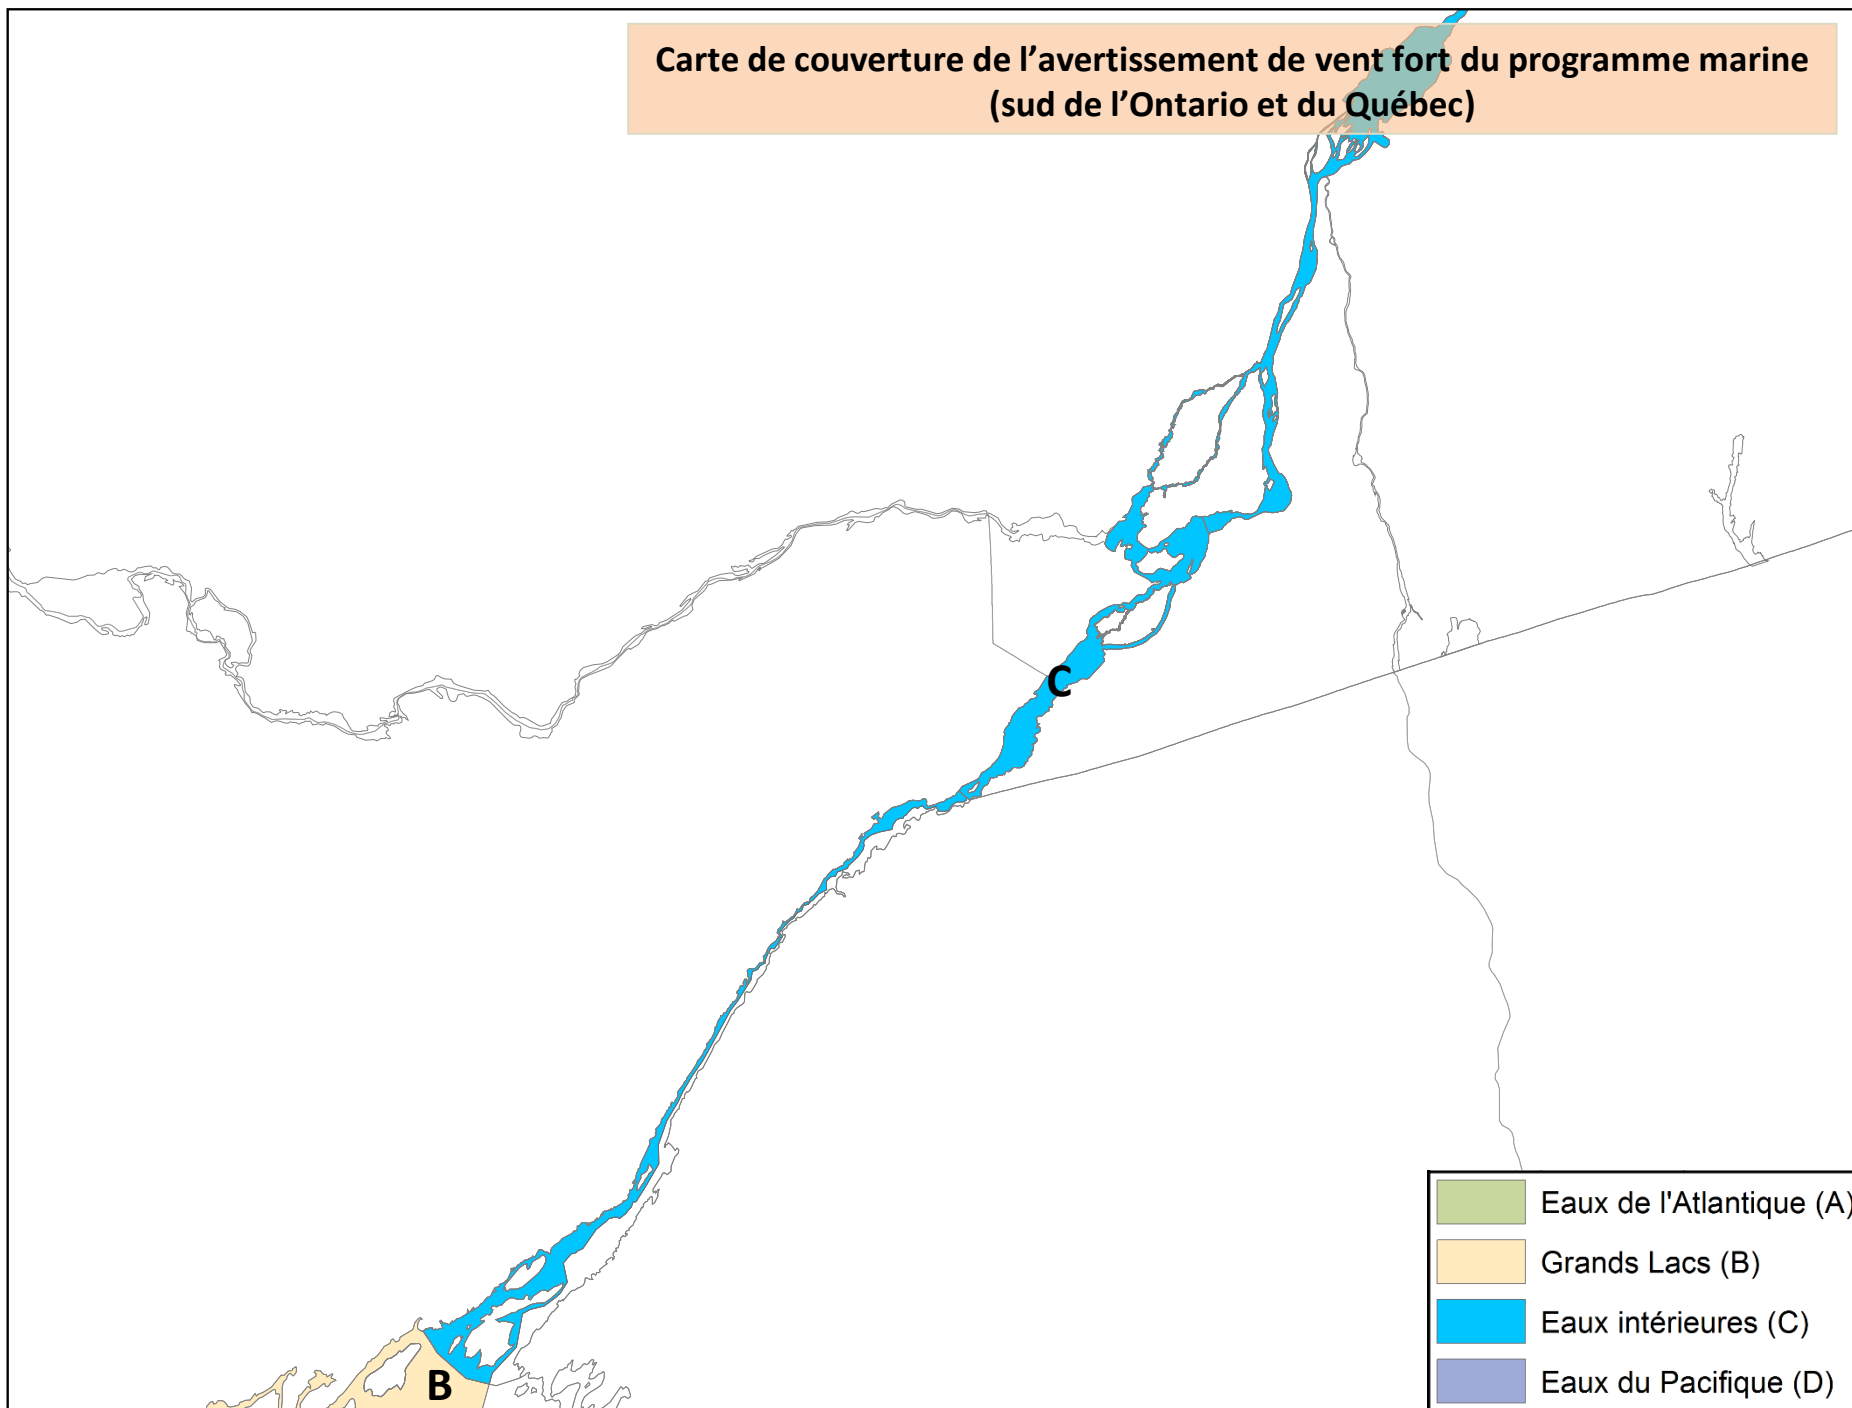 Carte de couverture de l’avertissement de vent fort du programme marine
(sud de l’Ontario et du Québec)
C
B
Eaux de l'Atlantique (A)
Grands Lacs (B)
Eaux intérieures (C)
Eaux du Pacifique (D)